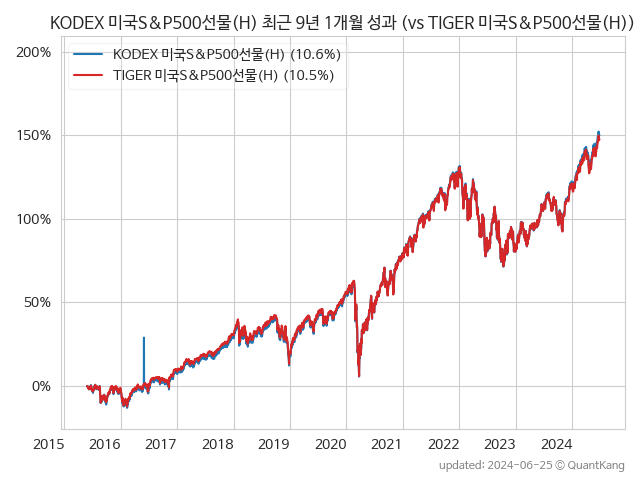 KODEX 미국S&P500선물(H) 최근 9년 1개월 성과 (vs TIGER 미국S&P500선물(H))
200%
KODEX 미국S&P500선물(H) (10.6%)
TIGER 미국S&P500선물(H) (10.5%)
150%
100%
50%
0%
2015 2016 2017 2018 2019 2020 2021 2022 2023 2024
updated: 2024-06-25 © QuantKang